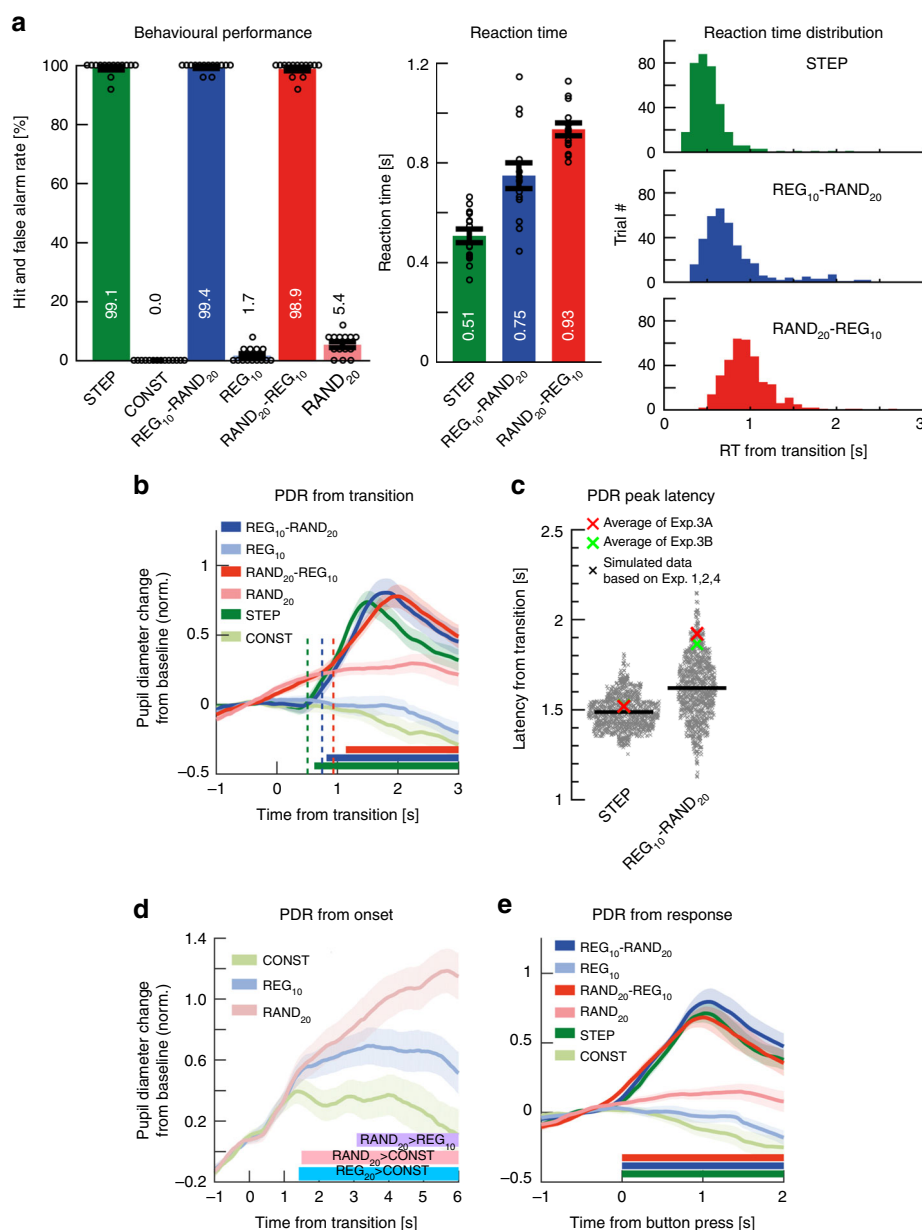 a
Behavioural performance
Hit and false alarm rate [%]
100
80
60
40
20
0
99.1
0.0
99.4
1.7
98.9
5.4
STEP
CONST
REG10-RAND20
REG10
RAND20-REG10
RAND20
Reaction time
Reaction time [s]
1.2
0.8
0.4
0
0.51
0.75
0.93
STEP
REG10-RAND20
RAND20-REG10
Reaction time distribution
STEP
80
40
0
REG10-RAND20
Trial #
80
40
0
RAND20-REG10
80
40
0
0 1 2 3
RT from transition [s]
b
PDR from transition
REG10-RAND20
REG10
RAND20-REG10
RAND20
STEP
CONST
Pupil diameter change
from baseline (norm.)
1
0.5
0
−0.5
−1 0 1 2 3
Time from transition [s]
c
PDR peak latency
Average of Exp.3A
Average of Exp.3B
Simulated data
based on Exp. 1,2,4
Latency from transition [s]
2.5
2
1.5
1
STEP
REG10-RAND20
d
PDR from onset
CONST
REG10
RAND20
Pupil diameter change
from baseline (norm.)
1.4
1.0
0.6
0.2
−0.2
RAND20>REG10
RAND20>CONST
REG20>CONST
−1 0 1 2 3 4 5 6
Time from transition [s]
e
PDR from response
REG10-RAND20
REG10
RAND20-REG10
RAND20
STEP
CONST
1
0.5
0
−0.5
−1 0 1 2
Time from button press [s]